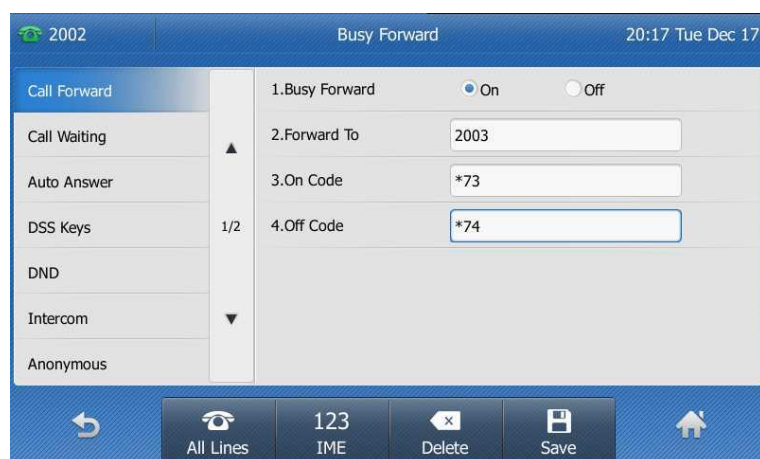 2002
Busy Forward
20:17 Tue Dec 17
Call Forward
Call Waiting
Auto Answer
DSS Keys
DND
Intercom
Anonymous
1/2
1.Busy Forward On Off
2.Forward To 2003
3.On Code *73
4.Off Code *74
All Lines
123
IME
Delete
Save